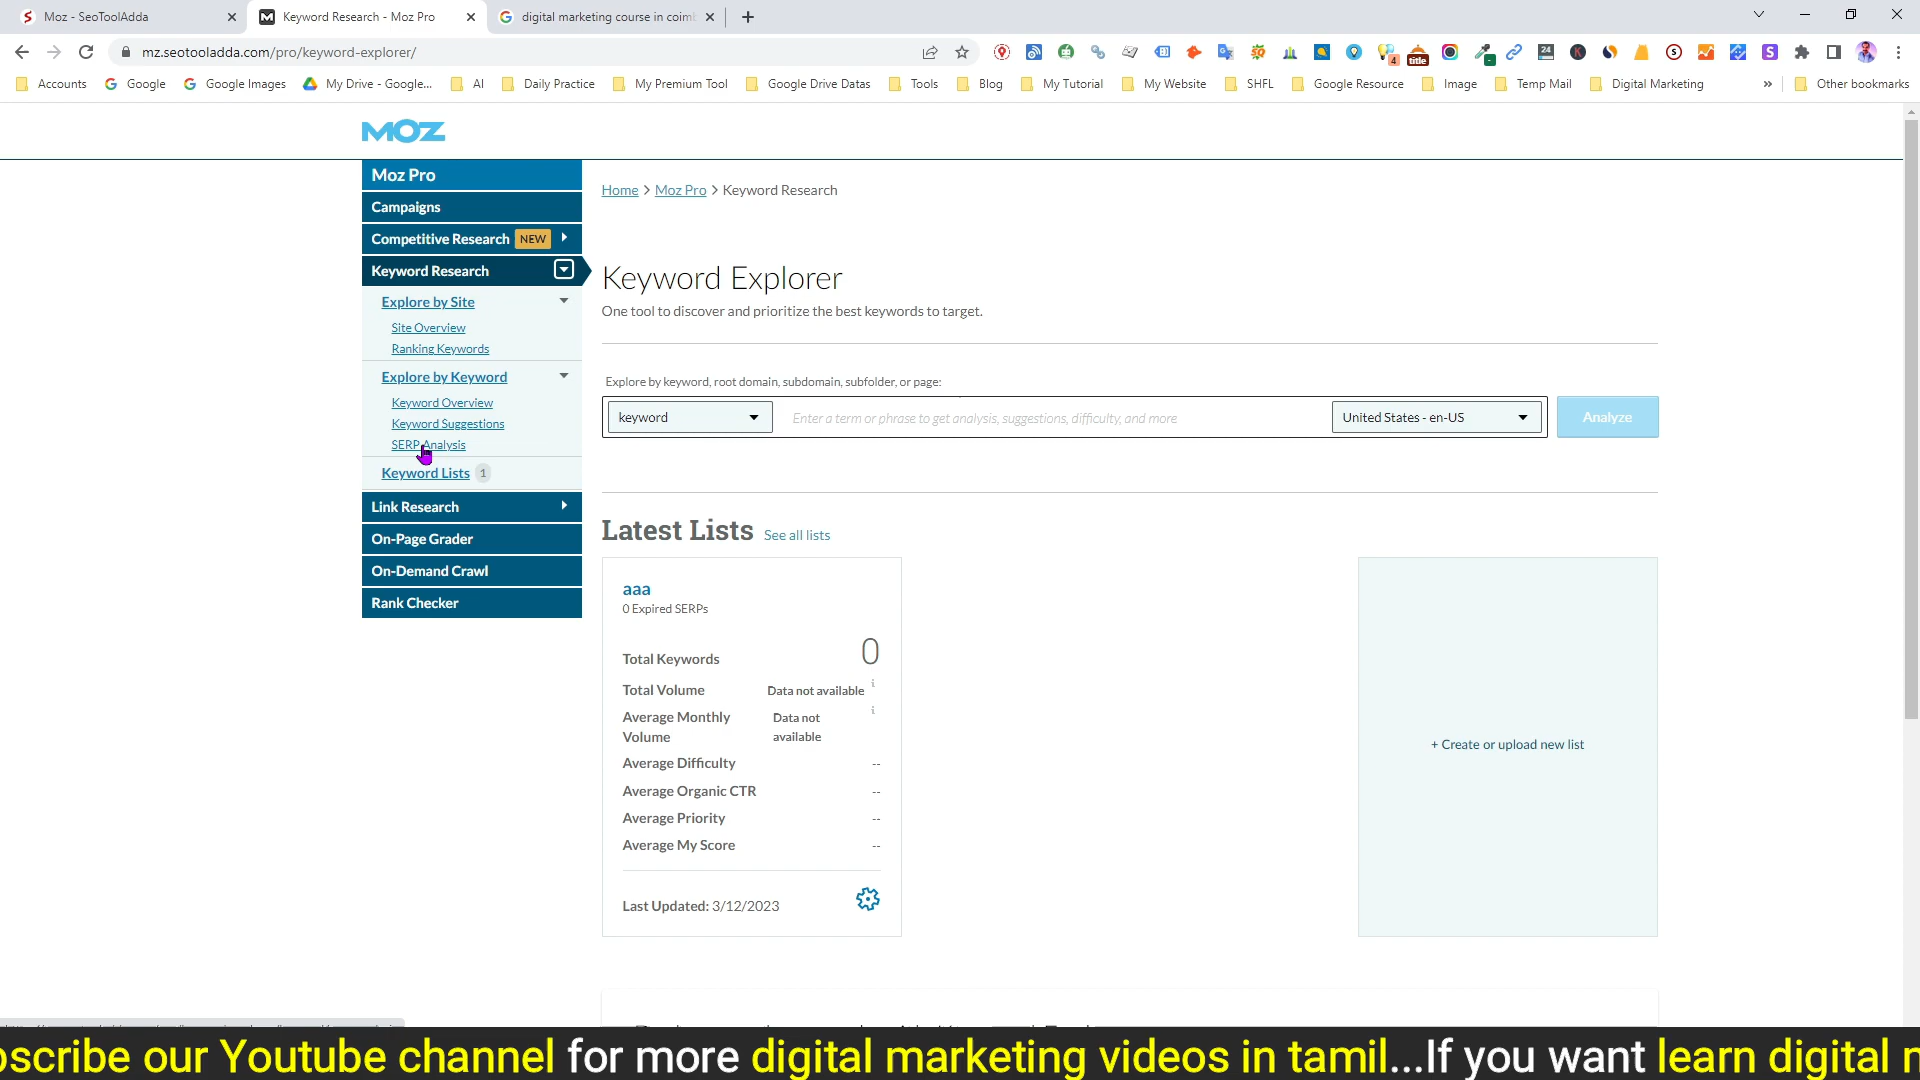 Moz - SeoToolAdda
Keyword Research - Moz Pro
digital marketing course in coim
mz.seotooladda.com/pro/keyword-explorer/
4
title
24
Accounts
Google
Google Images
My Drive - Google...
AI
Daily Practice
My Premium Tool
Google Drive Datas
Tools
Blog
My Tutorial
My Website
SHFL
Google Resource
Image
Temp Mail
Digital Marketing
»
Other bookmarks
MOZ
Moz Pro
Campaigns
Competitive Research NEW
Keyword Research
Explore by Site
Site Overview
Ranking Keywords
Explore by Keyword
Keyword Overview
Keyword Suggestions
SERP Analysis
Keyword Lists 1
Link Research
On-Page Grader
On-Demand Crawl
Rank Checker
Home > Moz Pro > Keyword Research
Keyword Explorer
One tool to discover and prioritize the best keywords to target.
Explore by keyword, root domain, subdomain, subfolder, or page:
keyword
Enter a term or phrase to get analysis, suggestions, difficulty, and more
United States - en-US
Analyze
Latest Lists See all lists
aaa
0 Expired SERPs
Total Keywords 0
Total Volume Data not available i
Average Monthly Volume Data not available i
Average Difficulty --
Average Organic CTR --
Average Priority --
Average My Score --
Last Updated: 3/12/2023
+ Create or upload new list
oscribe our Youtube channel for more digital marketing videos in tamil...If you want learn digital